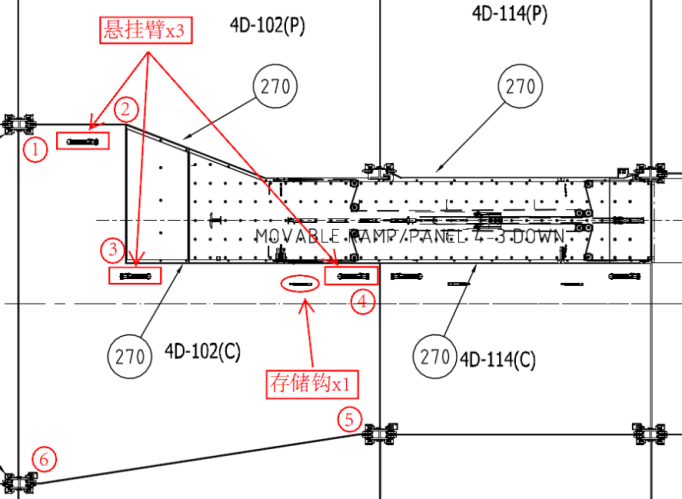 4D-114(P)
悬挂臂x3
4D-102(P)
270
270
②
①
MOVABLE RAMP/PANEL 4-3 DOWN
③
④
270
4D-102(C)
270
4D-114(C)
存储钩x1
⑤
⑥